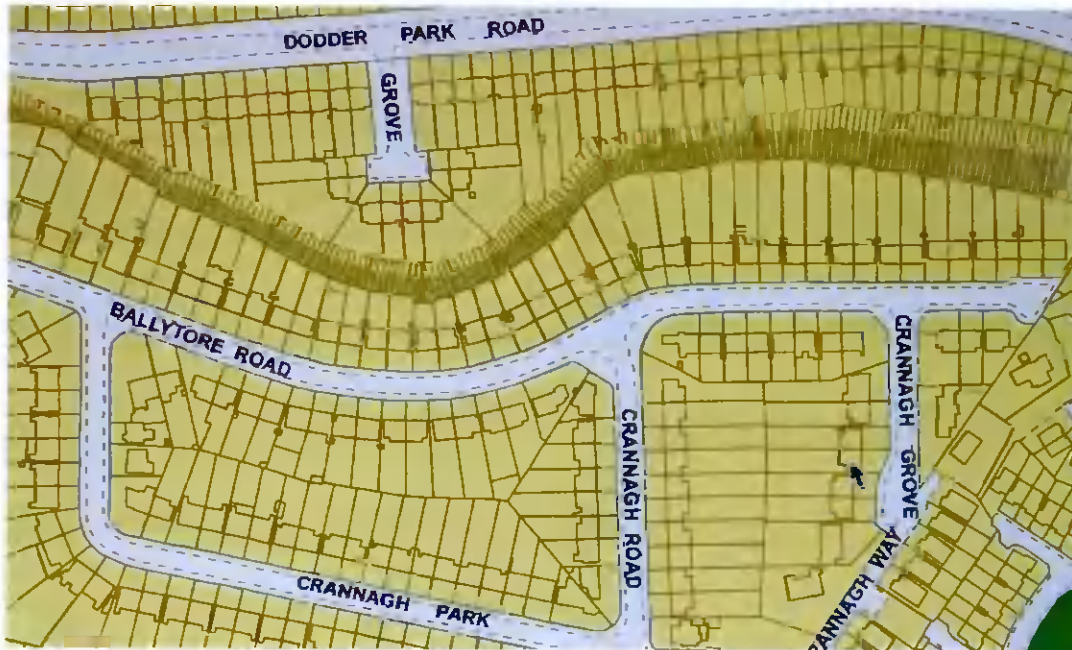 DODDER PARK ROAD
GROVE
BALLYTORE ROAD
CRANNAGH GROVE
CRANNAGH ROAD
CRANNAGH PARK
RANNAGH WAY